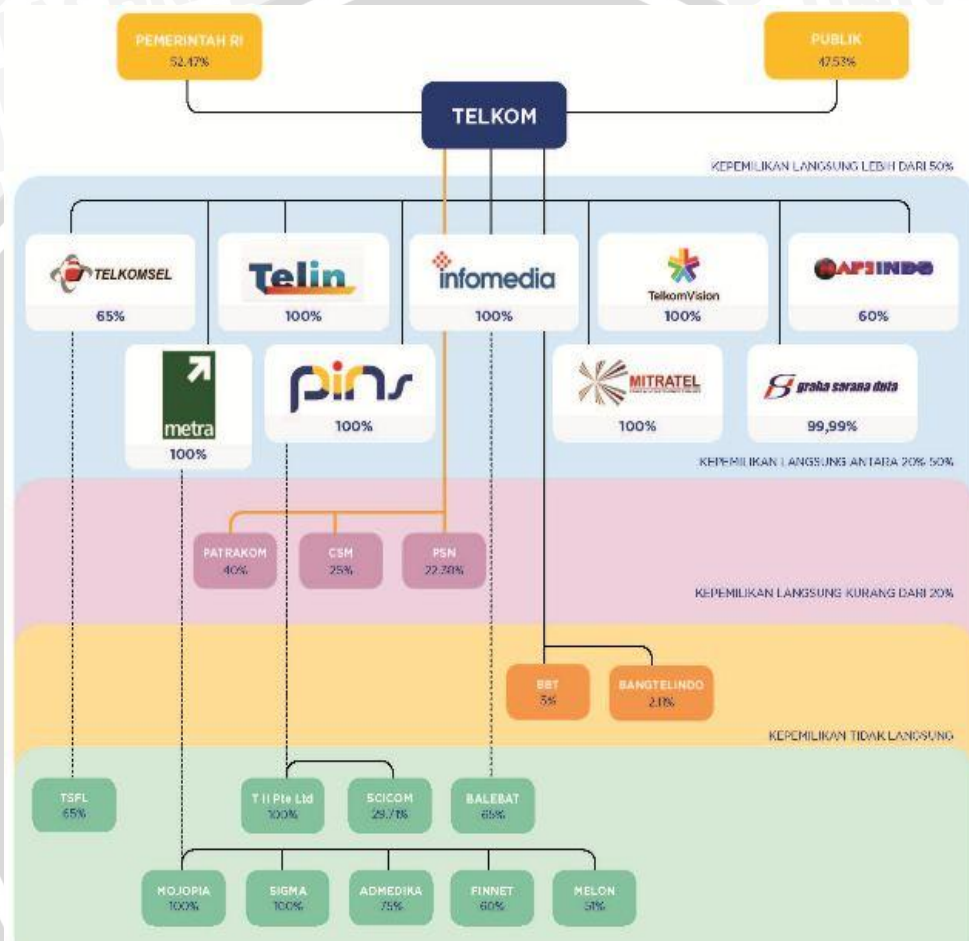 PEMERINTAH RI
52.47%
PUBLIK
47.53%
TELKOM
KEPEMILIKAN LANGSUNG LEBIH DARI 50%
TELKOMSEL
65%
Telin
100%
infomedia
100%
TelkomVision
100%
60%
metra
100%
pins
100%
MITRATEL
100%
graha sarana duta
99,99%
KEPEMILIKAN LANGSUNG ANTARA 20%-50%
PATRAKOM
40%
CSM
25%
PSN
22.38%
KEPEMILIKAN LANGSUNG KURANG DARI 20%
BBT
5%
BANGTELINDO
2.11%
KEPEMILIKAN TIDAK LANGSUNG
TSFL
65%
T II Pte Ltd
100%
SCICOM
29.71%
BALEBAT
65%
MOJOPIA
100%
SIGMA
100%
ADMEDIKA
75%
FINNET
60%
MELON
51%